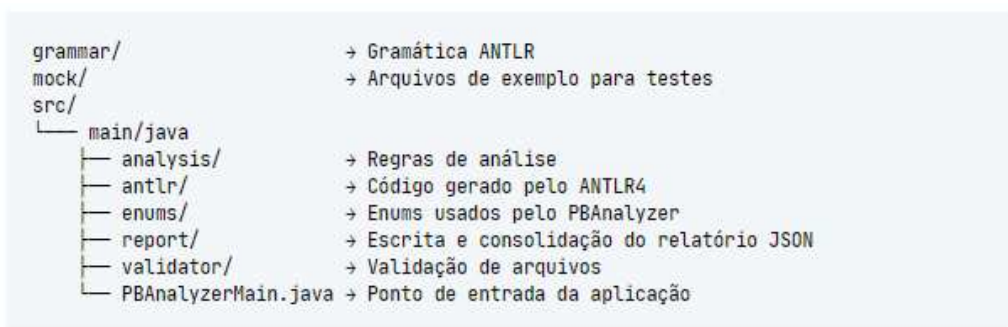 grammar/ → Gramática ANTLR
mock/ → Arquivos de exemplo para testes
src/
└── main/java
├── analysis/ → Regras de análise
├── antlr/ → Código gerado pelo ANTLR4
├── enums/ → Enums usados pelo PBAnalyzer
├── report/ → Escrita e consolidação do relatório JSON
├── validator/ → Validação de arquivos
└── PBAnalyzerMain.java → Ponto de entrada da aplicação